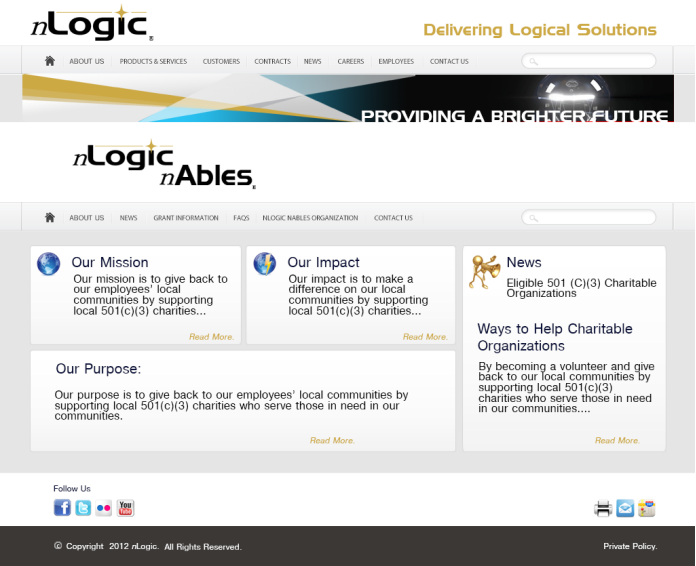 nLogic®
Delivering Logical Solutions
ABOUT US PRODUCTS & SERVICES CUSTOMERS CONTRACTS NEWS CAREERS EMPLOYEES CONTACT US
PROVIDING A BRIGHTER FUTURE
nLogic
nAbles®
ABOUT US NEWS GRANT INFORMATION FAQS NLOGIC NABLES ORGANIZATION CONTACT US
Our Mission
Our mission is to give back to
our employees' local
communities by supporting
local 501(c)(3) charities...
Read More.
Our Impact
Our impact is to make a
difference on our local
communities by supporting
local 501(c)(3) charities...
Read More.
News
Eligible 501 (C)(3) Charitable
Organizations
Ways to Help Charitable
Organizations
By becoming a volunteer and give
back to our local communities by
supporting local 501(c)(3)
charities who serve those in need
in our communities....
Read More.
Our Purpose:
Our purpose is to give back to our employees' local communities by
supporting local 501(c)(3) charities who serve those in need in our
communities.
Read More.
Follow Us
You
Tube
© Copyright 2012 nLogic. All Rights Reserved.
Private Policy.